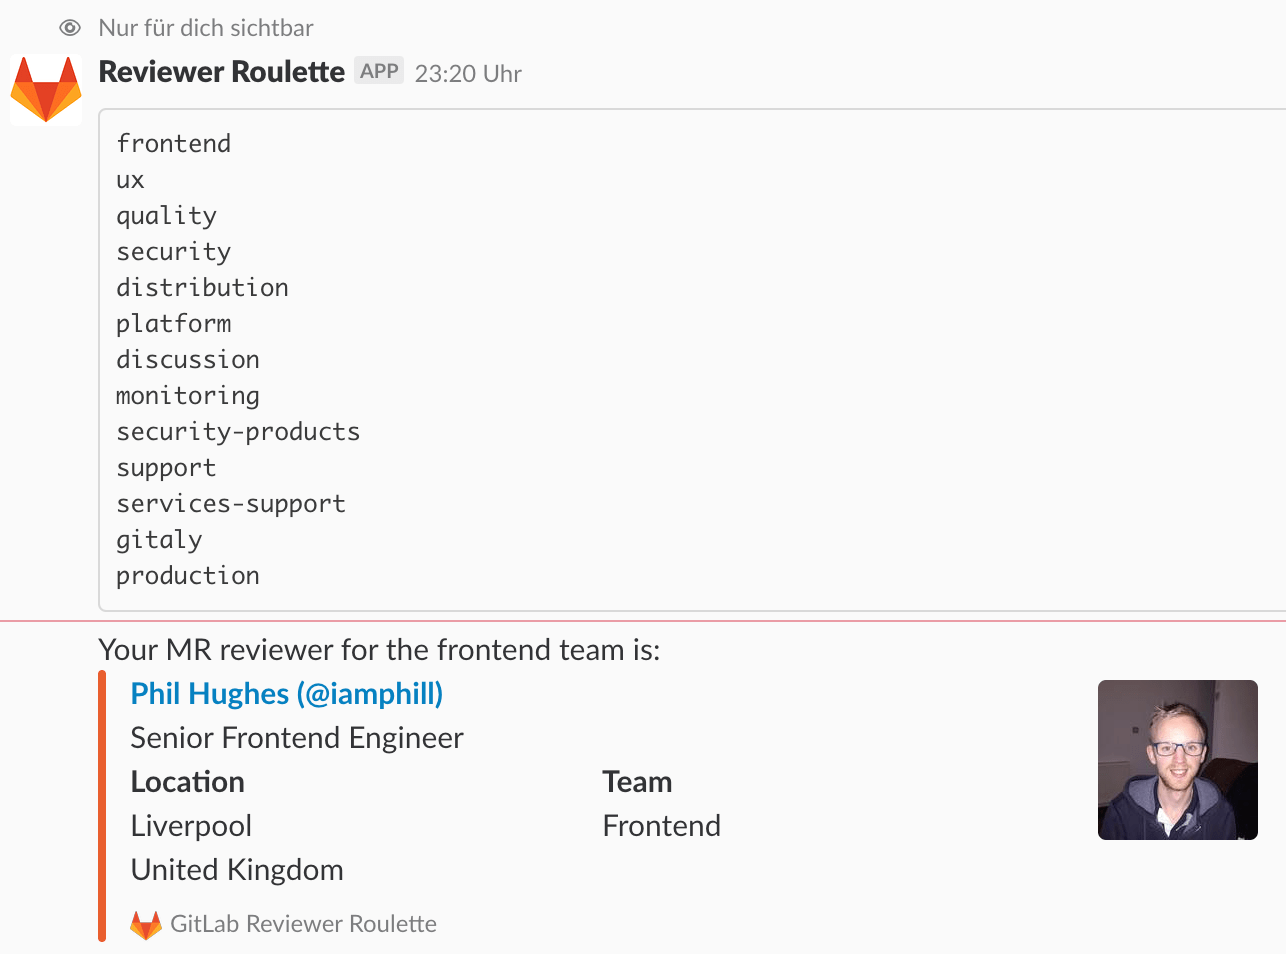 Nur für dich sichtbar
Reviewer Roulette APP 23:20 Uhr
frontend
ux
quality
security
distribution
platform
discussion
monitoring
security-products
support
services-support
gitaly
production
Your MR reviewer for the frontend team is:
Phil Hughes (@iamphill)
Senior Frontend Engineer
Location Team
Liverpool Frontend
United Kingdom
GitLab Reviewer Roulette